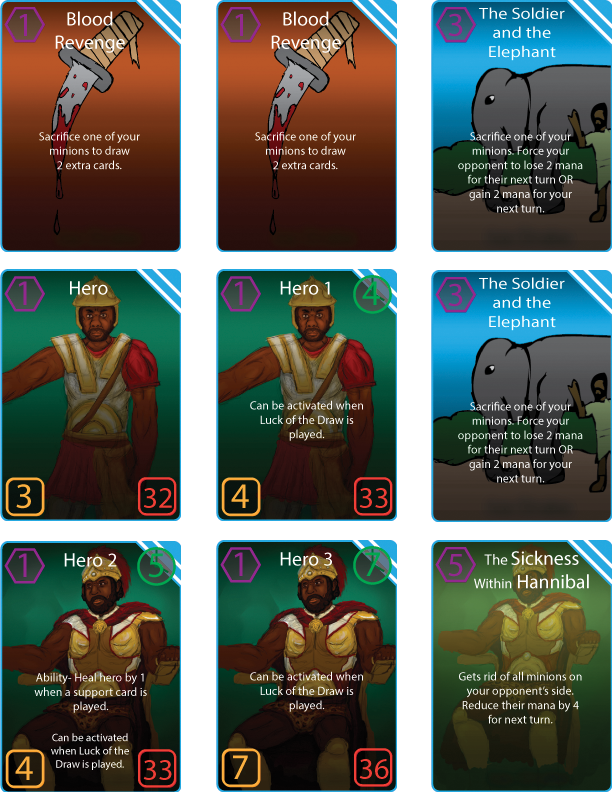 1
Blood
Revenge
Sacrifice one of your
minions to draw
2 extra cards.
1
Blood
Revenge
Sacrifice one of your
minions to draw
2 extra cards.
3
The Soldier
and the
Elephant
Sacrifice one of your
minions. Force your
opponent to lose 2 mana
for their next turn OR
gain 2 mana for your
next turn.
1
Hero
3
32
1
Hero 1
4
Can be activated when
Luck of the Draw is
played.
4
33
3
The Soldier
and the
Elephant
Sacrifice one of your
minions. Force your
opponent to lose 2 mana
for their next turn OR
gain 2 mana for your
next turn.
1
Hero 2
5
Ability- Heal hero by 1
when a support card is
played.
Can be activated
when Luck of the
Draw is played.
4
33
1
Hero 3
7
Can be activated when
Luck of the Draw is
played.
7
36
5
The Sickness
Within Hannibal
Gets rid of all minions on
your opponent's side.
Reduce their mana by 4
for next turn.